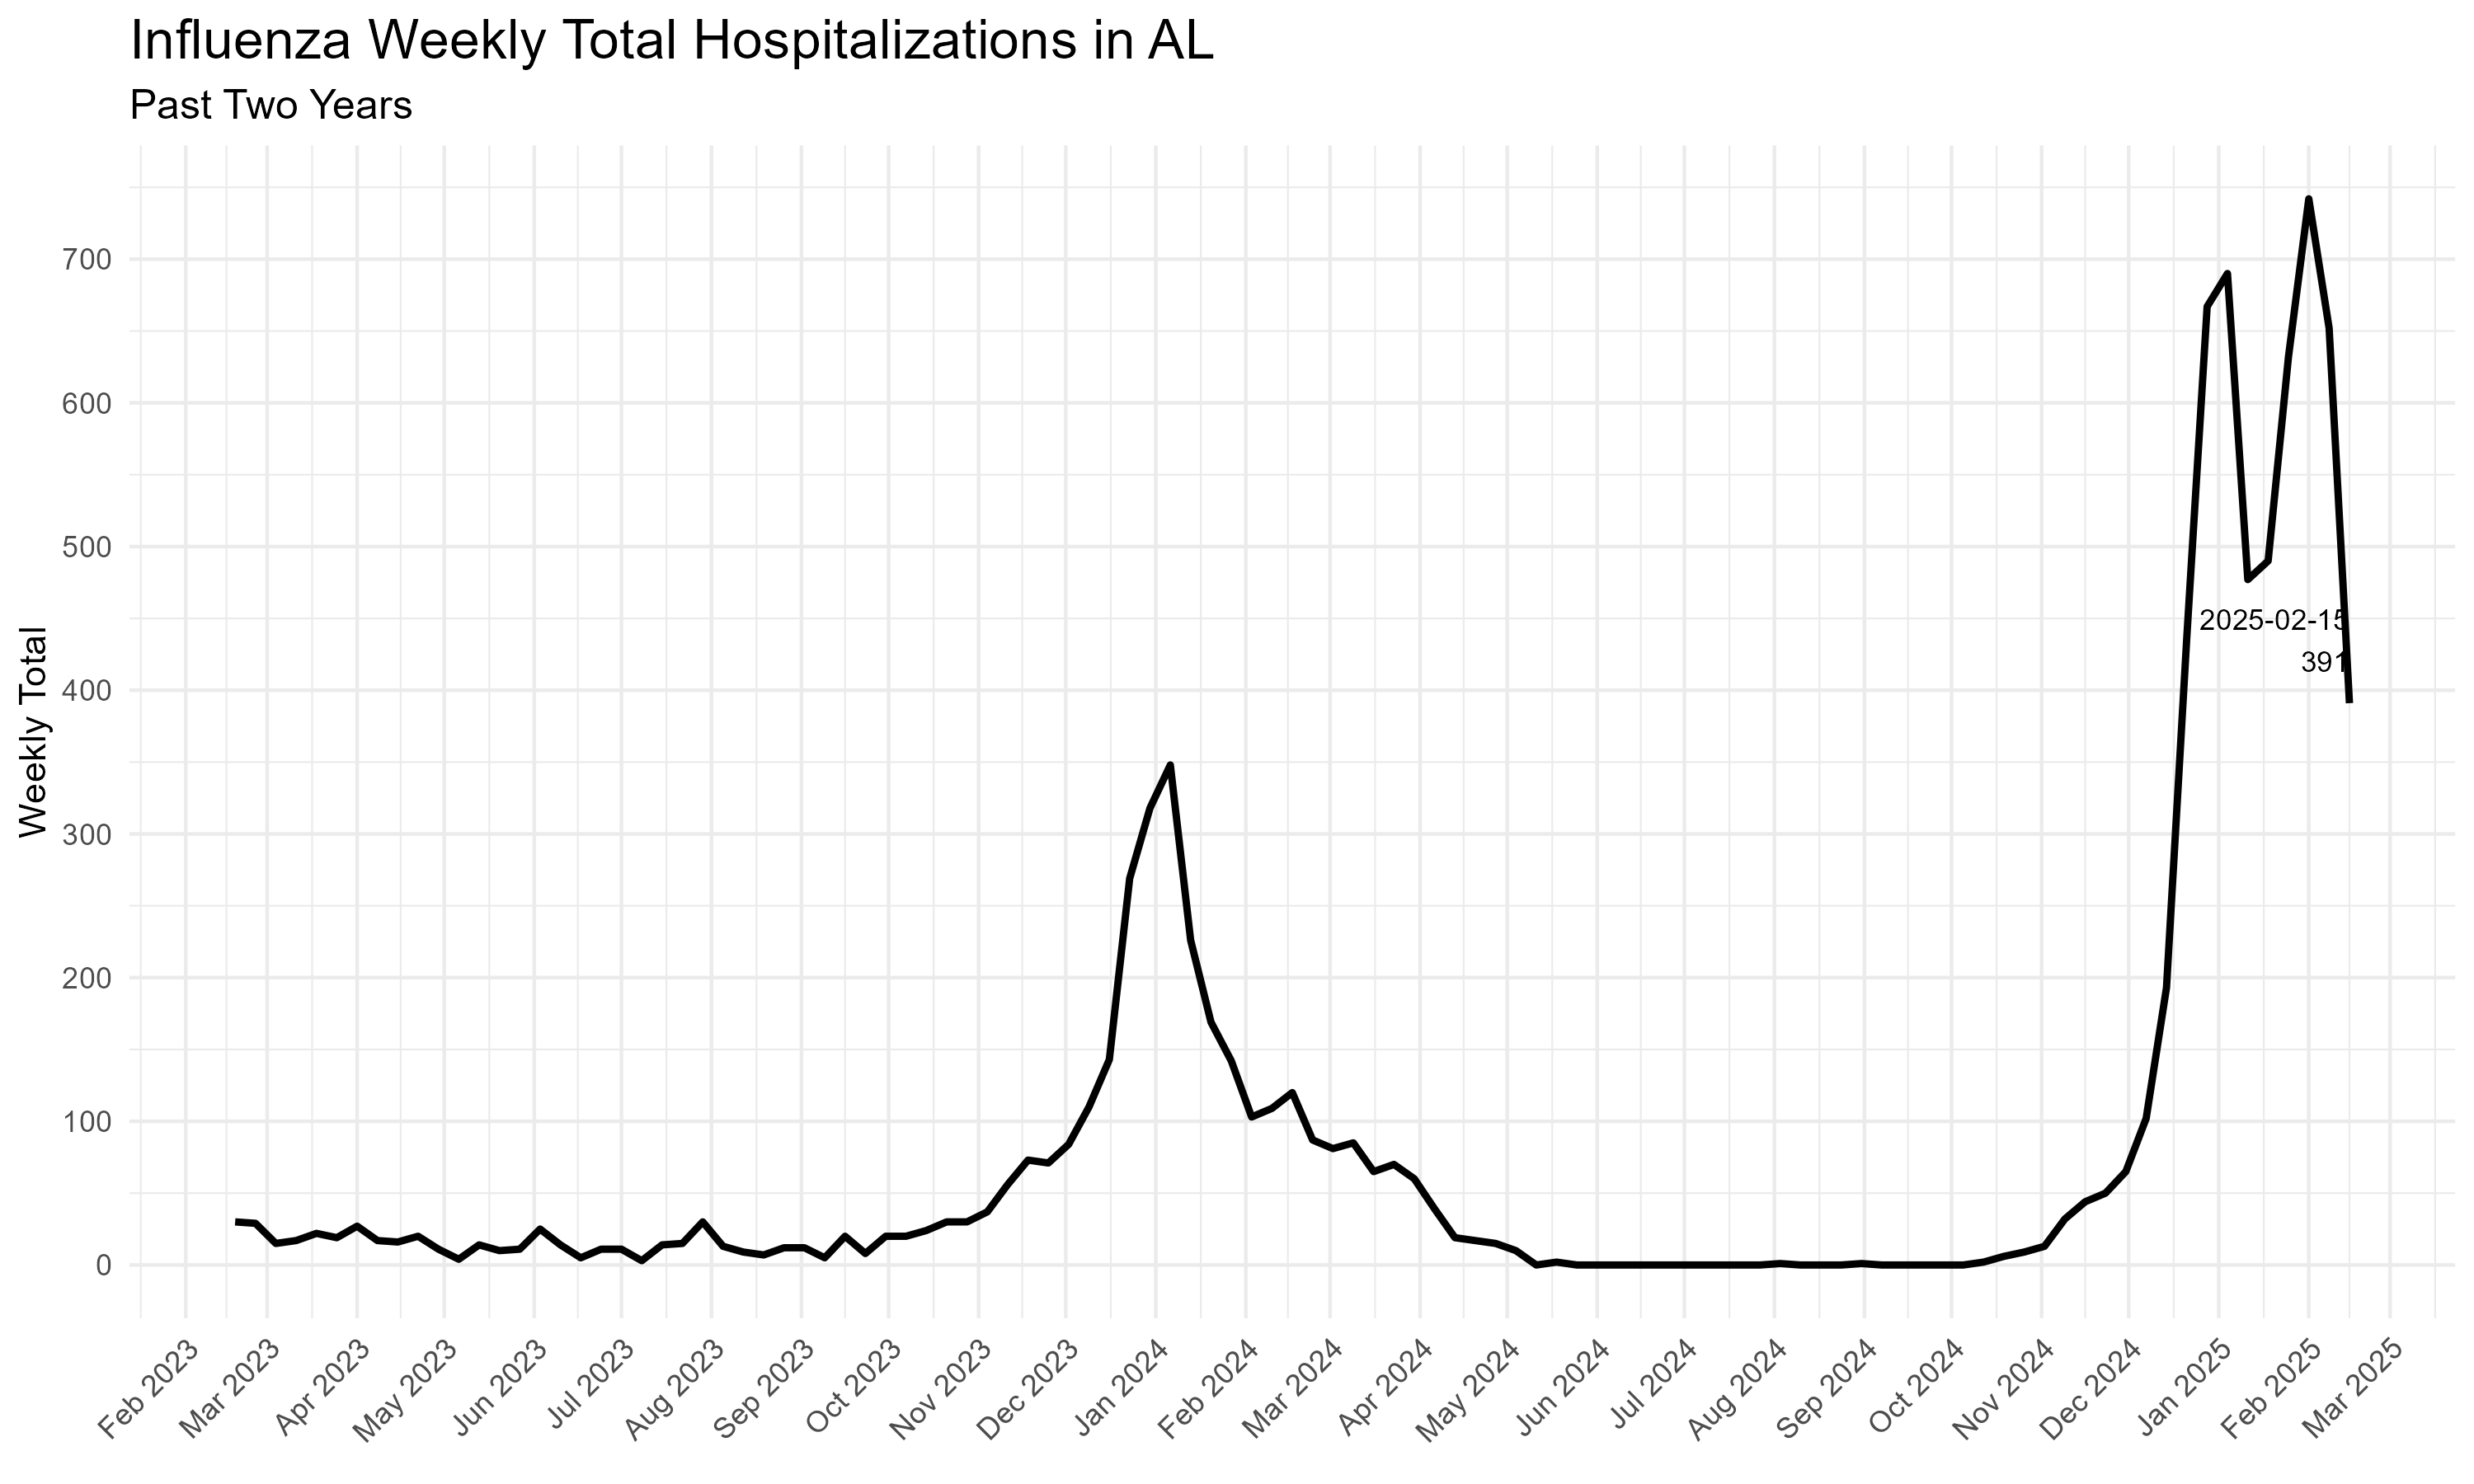 Influenza Weekly Total Hospitalizations in AL
Past Two Years
Weekly Total
700
600
500
400
300
200
100
0
2025-02-15
391
Feb 2023
Mar 2023
Apr 2023
May 2023
Jun 2023
Jul 2023
Aug 2023
Sep 2023
Oct 2023
Nov 2023
Dec 2023
Jan 2024
Feb 2024
Mar 2024
Apr 2024
May 2024
Jun 2024
Jul 2024
Aug 2024
Sep 2024
Oct 2024
Nov 2024
Dec 2024
Jan 2025
Feb 2025
Mar 2025